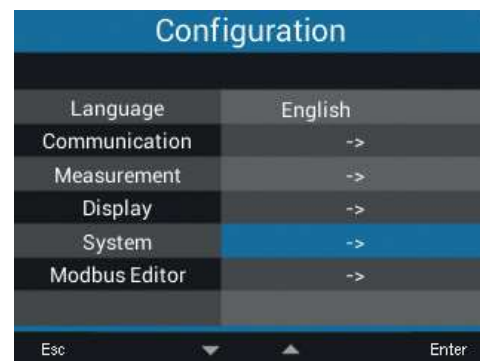 Configuration
Language English
Communication ->
Measurement ->
Display ->
System ->
Modbus Editor ->
Esc Enter